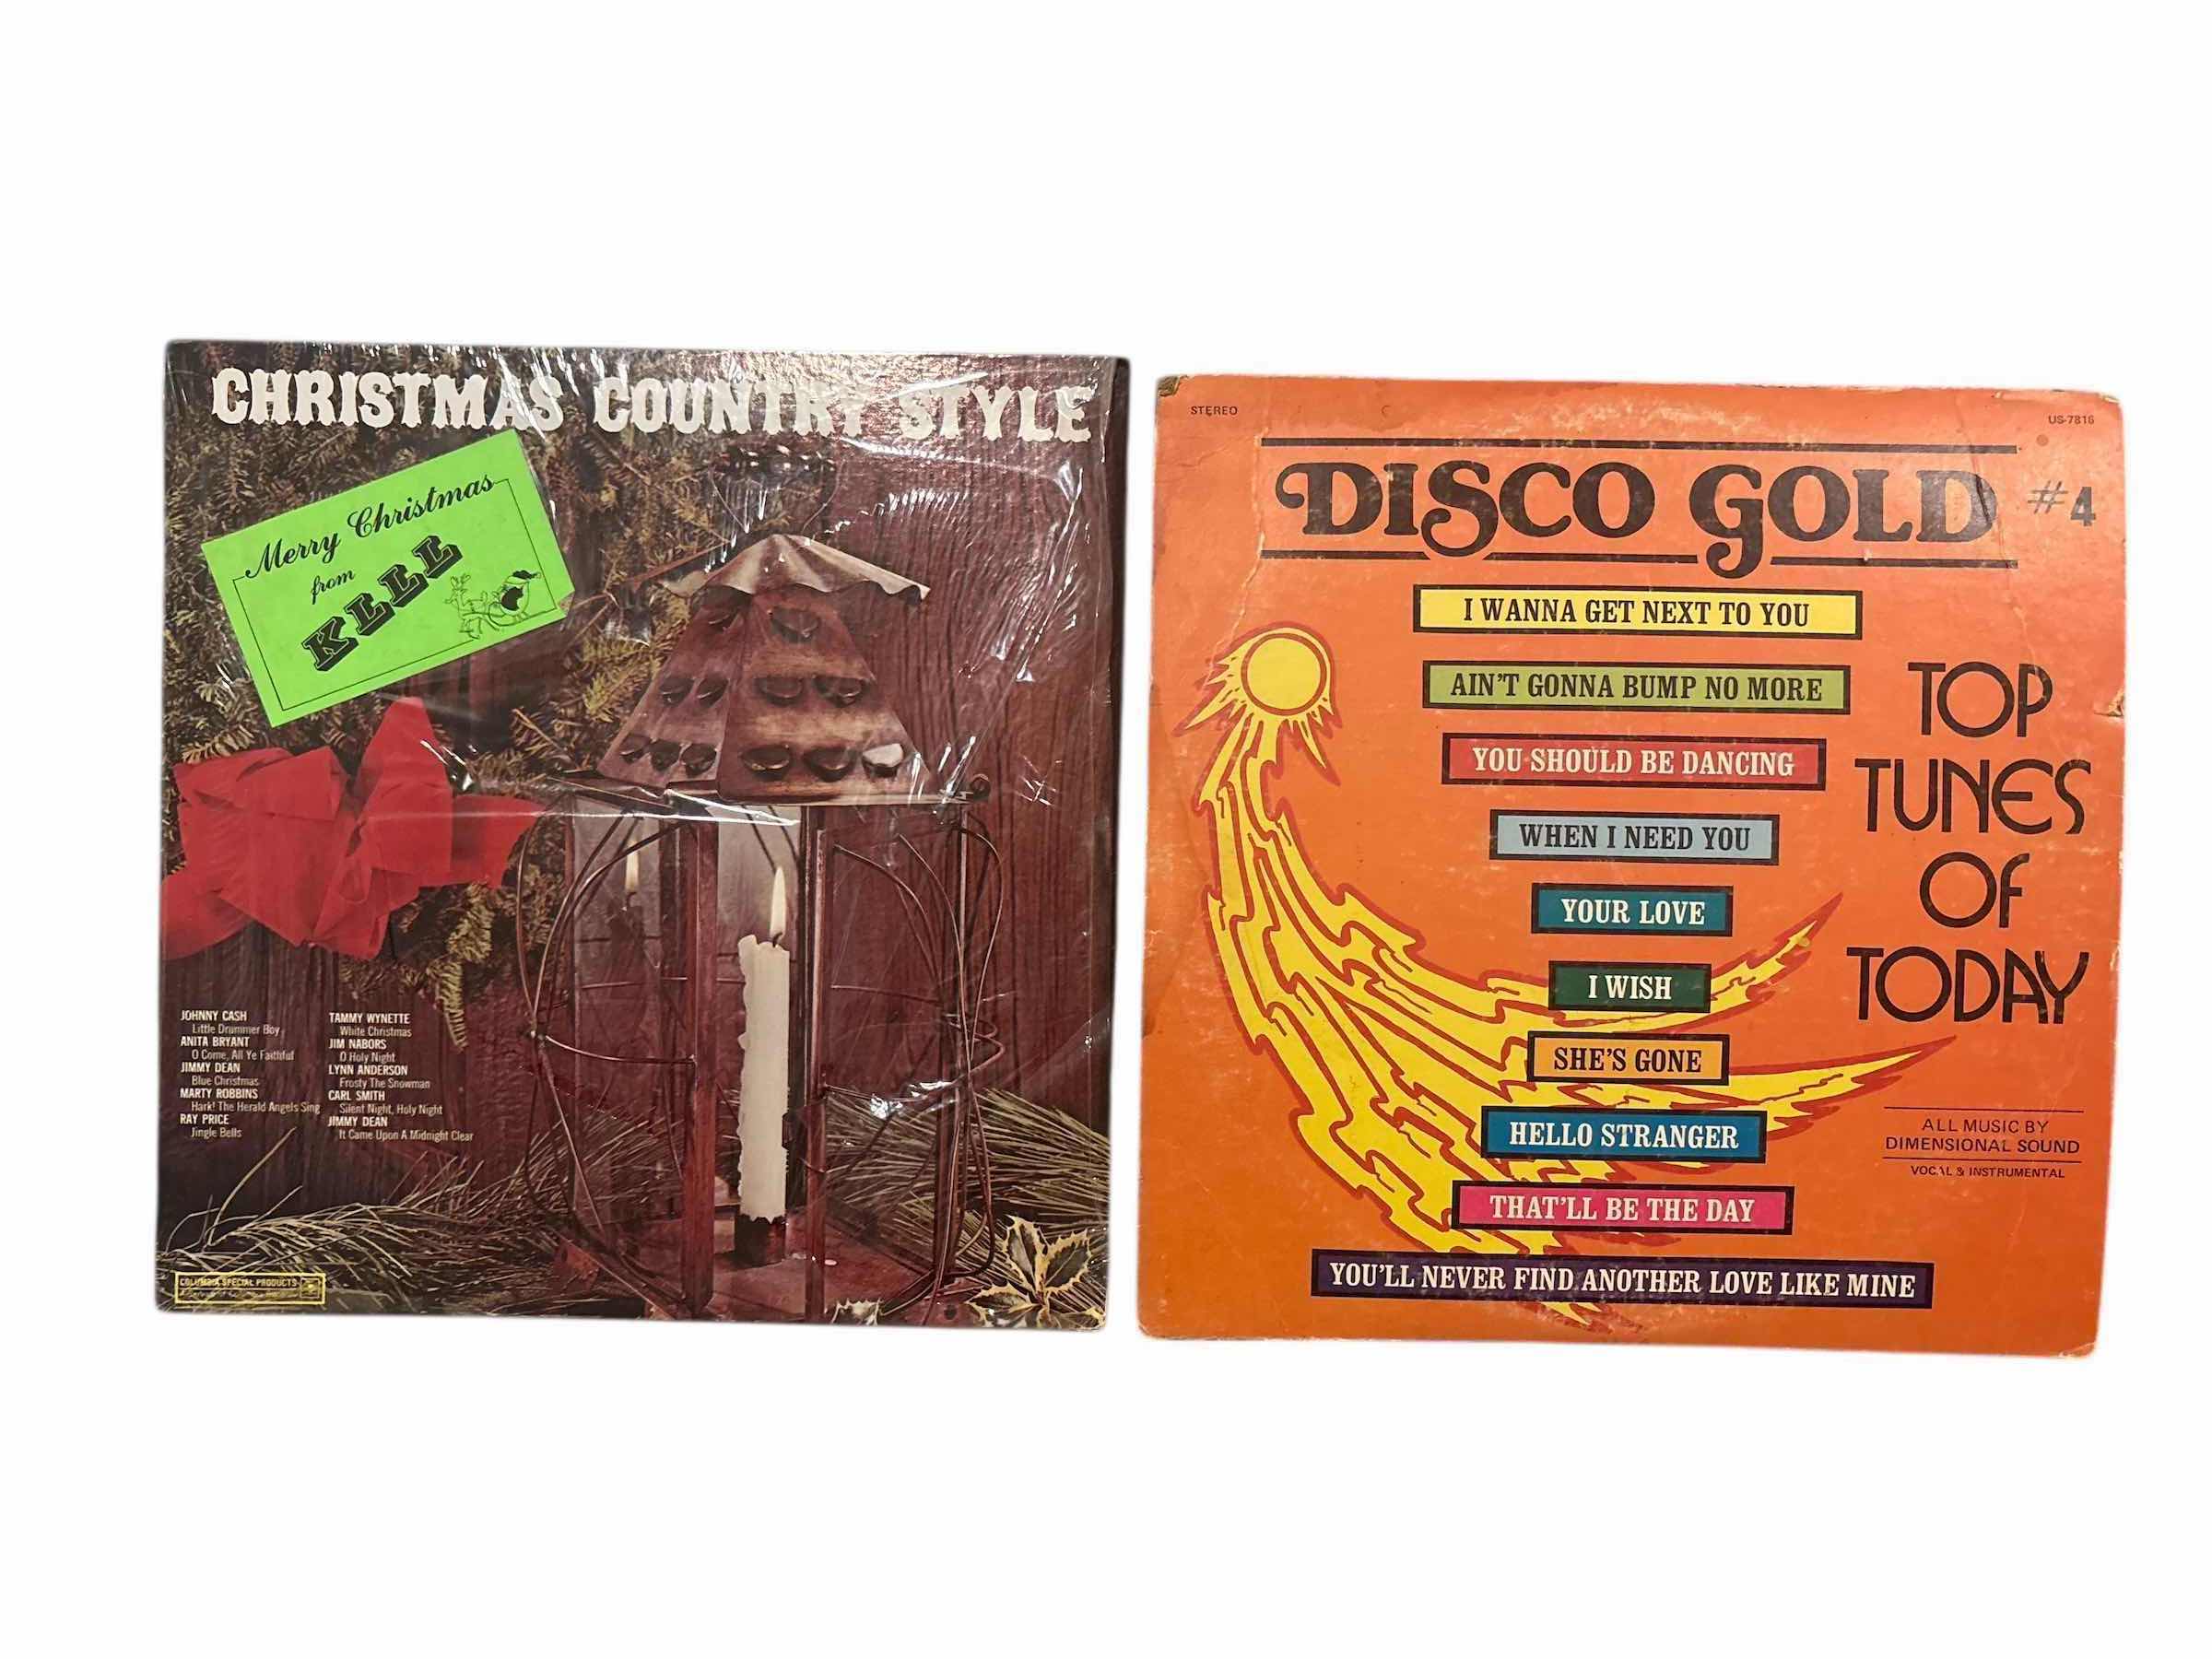 CHRISTMAS COUNTRY STYLE
Merry Christmas
from
KLLL
JOHNNY CASH
Little Drummer Boy
ANITA BRYANT
O Come, All Ye Faithful
JIMMY DEAN
Blue Christmas
MARTY ROBBINS
Hark! The Herald Angels Sing
RAY PRICE
Jingle Bells
TAMMY WYNETTE
White Christmas
JIM NABORS
O Holy Night
LYNN ANDERSON
Frosty The Snowman
CARL SMITH
Silent Night, Holy Night
JIMMY DEAN
It Came Upon A Midnight Clear
COLUMBIA SPECIAL PRODUCTS
STEREO
US-7816
DISCO GOLD #4
I WANNA GET NEXT TO YOU
AIN'T GONNA BUMP NO MORE
YOU SHOULD BE DANCING
WHEN I NEED YOU
YOUR LOVE
I WISH
SHE'S GONE
HELLO STRANGER
THAT'LL BE THE DAY
YOU'LL NEVER FIND ANOTHER LOVE LIKE MINE
TOP
TUNES
OF
TODAY
ALL MUSIC BY
DIMENSIONAL SOUND
VOCAL & INSTRUMENTAL